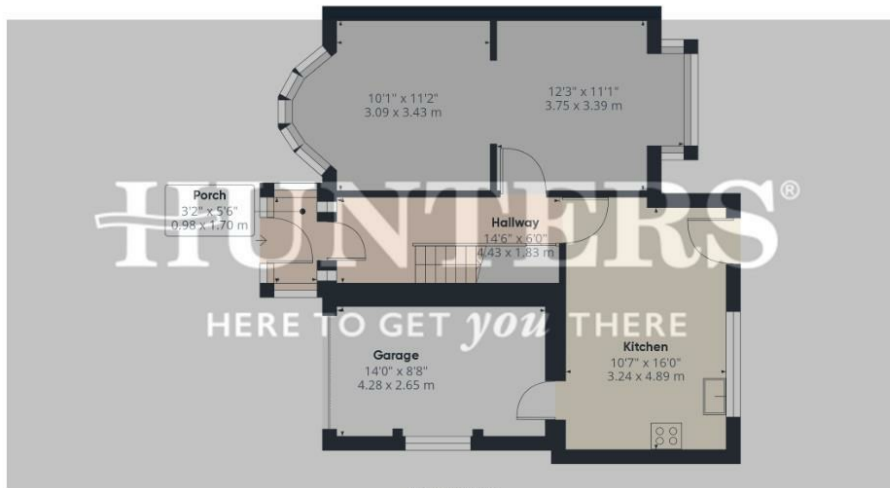 10'1" x 11'2"
3.09 x 3.43 m
12'3" x 11'1"
3.75 x 3.39 m
HUNTERS®
Porch
3'2" x 5'6"
0.98 x 1.70 m
Hallway
14'6" x 6'0"
4.43 x 1.83 m
HERE TO GET you THERE
Garage
14'0" x 8'8"
4.28 x 2.65 m
Kitchen
10'7" x 16'0"
3.24 x 4.89 m